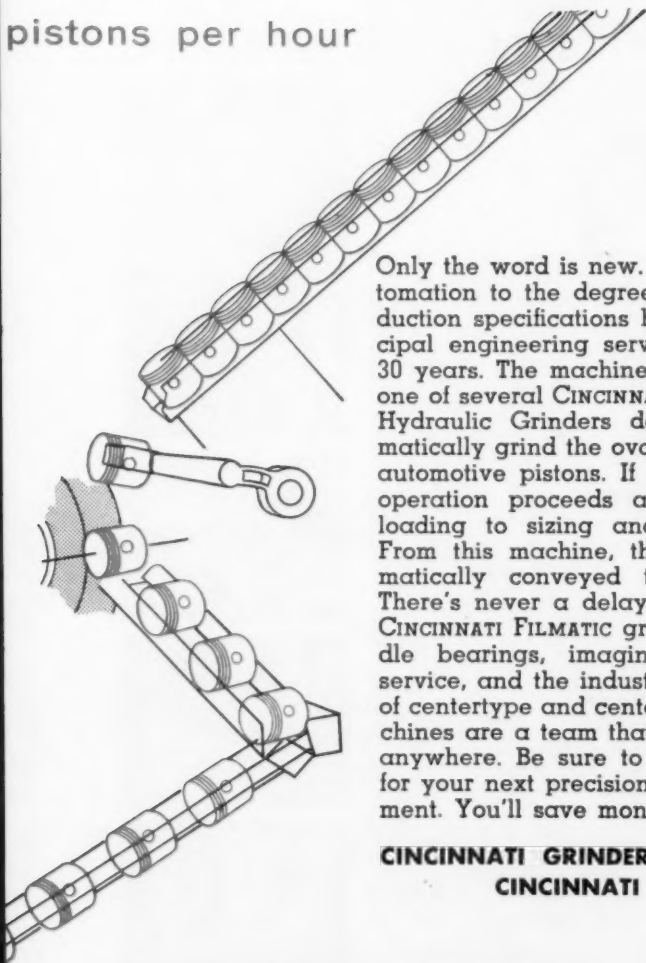 pistons per hour
Only the word is new.
tomation to the degree
duction specifications
cipal engineering serv
30 years. The machine
one of several CINCINNA
Hydraulic Grinders d
matically grind the ova
automotive pistons. If
operation proceeds a
loading to sizing an
From this machine, th
matically conveyed
There's never a delay
CINCINNATI FILMATIC gr
dle bearings, imagin
service, and the indust
of centertype and cent
chines are a team tha
anywhere. Be sure to
for your next precision
ment. You'll save mon
CINCINNATI GRINDER
CINCINNATI